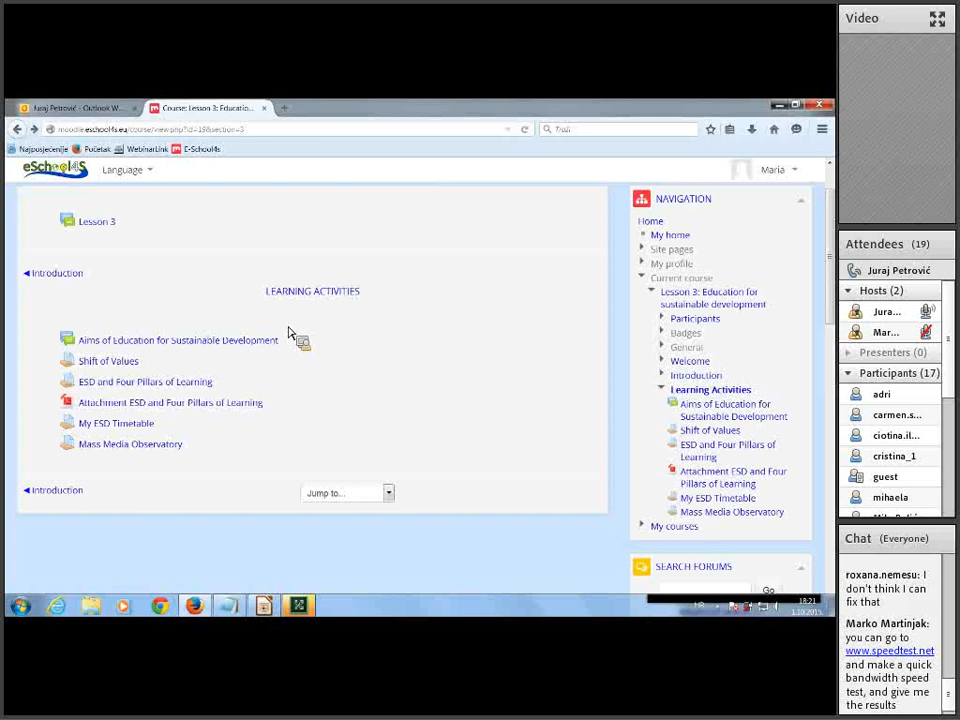 Video
Juraj Petrović - Outlook W...
Course: Lesson 3: Educatio...
moodle.eschool4s.eu/course/view.php?id=19&section=3
Traži
Najposjećenije
Početak
WebinarLink
E-School4s
eSchool4S
Language
Maria
Lesson 3
Introduction
LEARNING ACTIVITIES
Aims of Education for Sustainable Development
Shift of Values
ESD and Four Pillars of Learning
Attachment ESD and Four Pillars of Learning
My ESD Timetable
Mass Media Observatory
Introduction
Jump to...
NAVIGATION
Home
My home
Site pages
My profile
Current course
Lesson 3: Education for
sustainable development
Participants
Badges
General
Welcome
Introduction
Learning Activities
Aims of Education for
Sustainable Development
Shift of Values
ESD and Four Pillars of
Learning
Attachment ESD and Four
Pillars of Learning
My ESD Timetable
Mass Media Observatory
My courses
SEARCH FORUMS
Go
HR
18:21
1.10.2015.
Attendees (19)
Juraj Petrović
Hosts (2)
Jura...
Mar...
Presenters (0)
Participants (17)
adri
carmen.s...
ciotina.il...
cristina_1
guest
mihaela
Chat (Everyone)
roxana.nemesu: I
don't think I can
fix that
Marko Martinjak:
you can go to
www.speedtest.net
and make a quick
bandwidth speed
test, and give me
the results